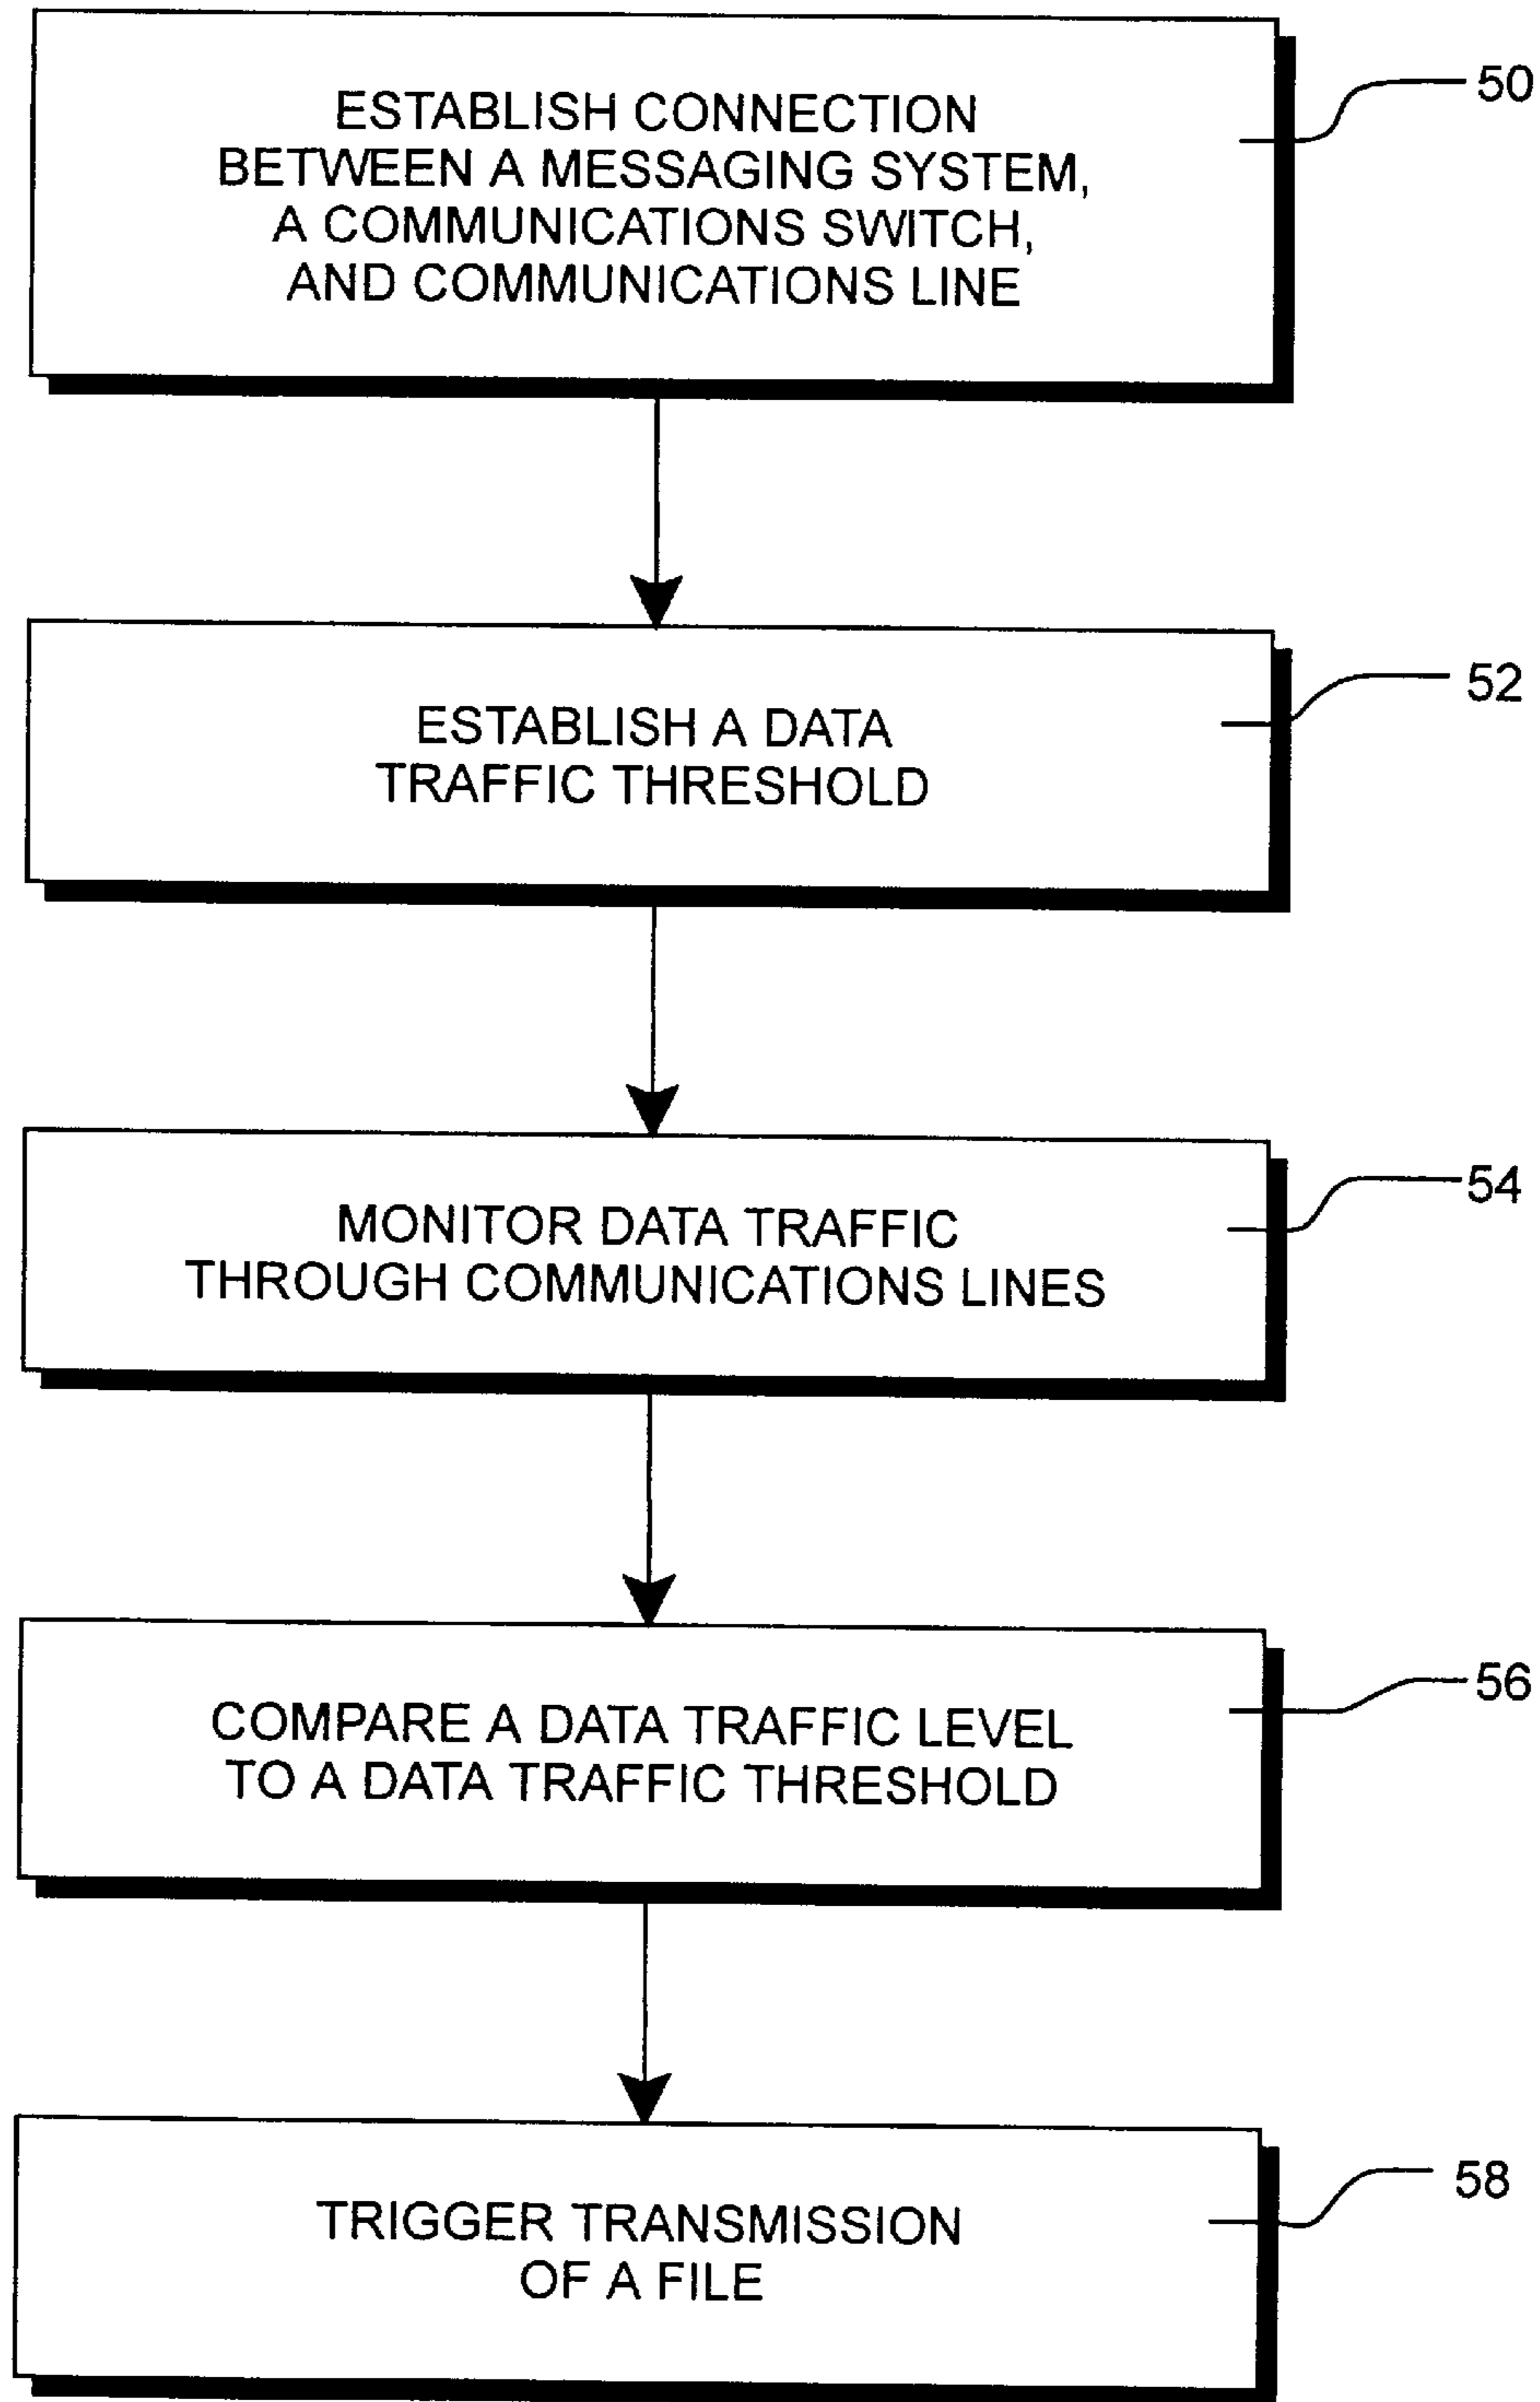 ESTABLISH CONNECTION
BETWEEN A MESSAGING SYSTEM,
A COMMUNICATIONS SWITCH,
AND COMMUNICATIONS LINE
50
ESTABLISH A DATA
TRAFFIC THRESHOLD
52
MONITOR DATA TRAFFIC
THROUGH COMMUNICATIONS LINES
54
COMPARE A DATA TRAFFIC LEVEL
TO A DATA TRAFFIC THRESHOLD
56
TRIGGER TRANSMISSION
OF A FILE
58